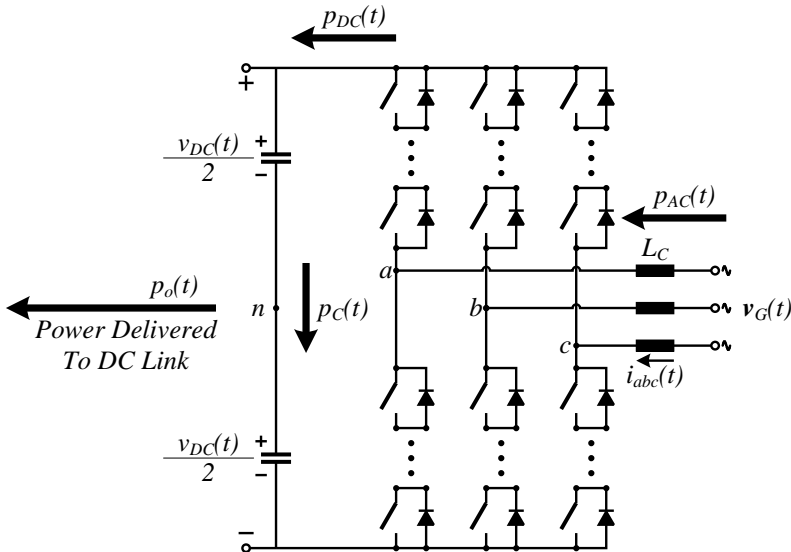 p_DC(t)
+
v_DC(t)
2
+
−
p_AC(t)
L_C
a
p_o(t)
n
p_C(t)
b
v_G(t)
Power Delivered
To DC Link
c
i_abc(t)
v_DC(t)
2
+
−
−